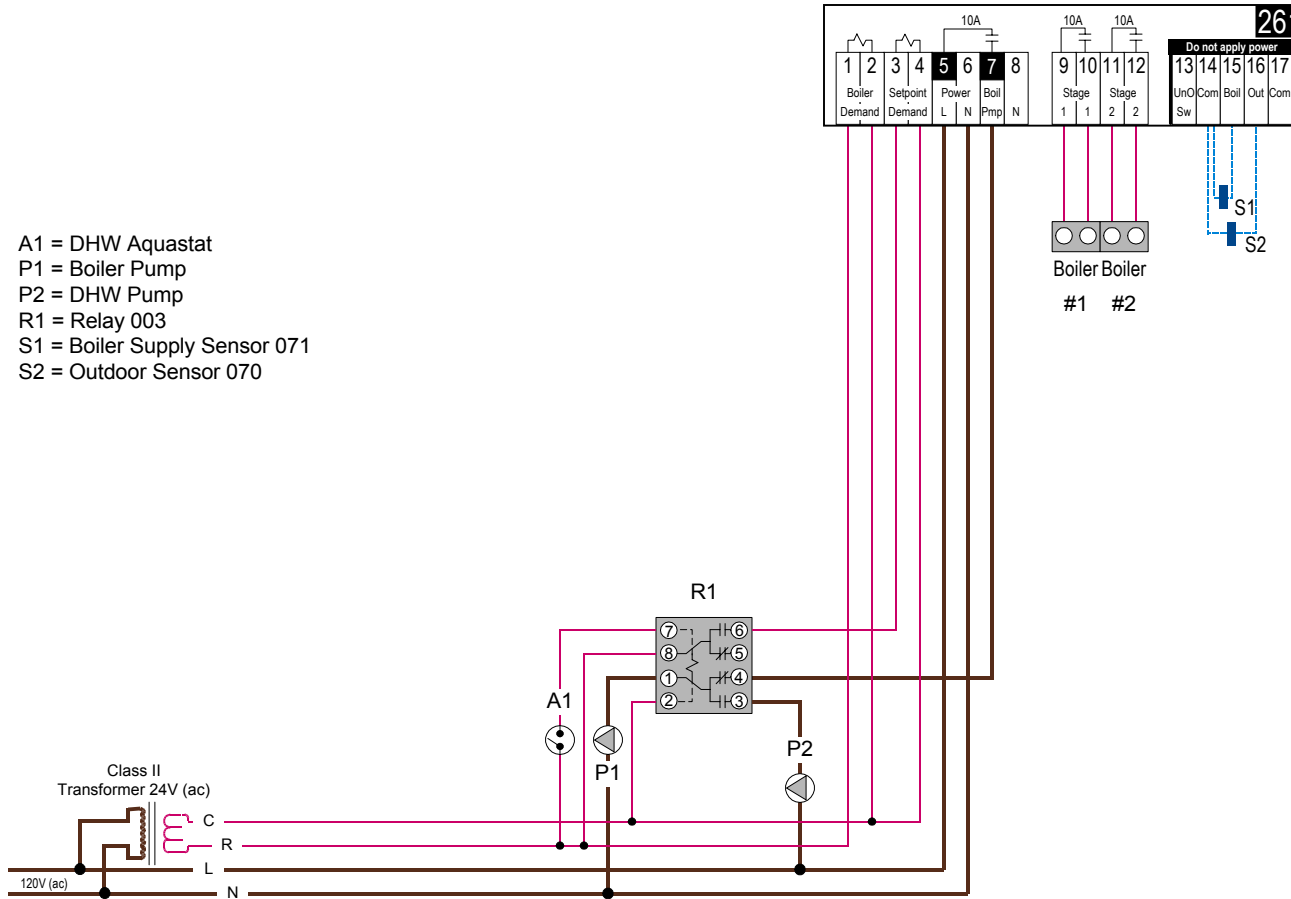 10A
10A
10A
26
Do not apply power
1 2 3 4 5 6 7 8 9 10 11 12 13 14 15 16 17
Boiler Setpoint Power Boil Stage Stage UnO Com Boil Out Com
Demand Demand L N Pmp N 1 1 2 2 Sw
S1
S2
Boiler Boiler
#1 #2
A1 = DHW Aquastat
P1 = Boiler Pump
P2 = DHW Pump
R1 = Relay 003
S1 = Boiler Supply Sensor 071
S2 = Outdoor Sensor 070
R1
7 6
8 5
1 4
2 3
A1
P1
P2
Class II
Transformer 24V (ac)
C
R
L
120V (ac)
N